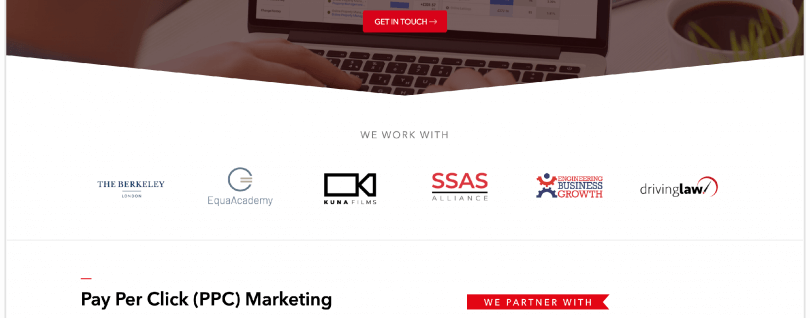 GET IN TOUCH →
WE WORK WITH
THE BERKELEY
LONDON
EquaAcademy
KUNA FILMS
SSAS
ALLIANCE
ENGINEERING
BUSINESS
GROWTH
drivinglaw
Pay Per Click (PPC) Marketing
WE PARTNER WITH